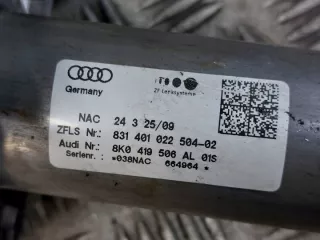 Germany
ZF Lenksysteme
NAC 24 3 25/09
ZFLS Nr.: 831 401 022 504-02
Audi Nr.: 8K0 419 506 AL 01S
Seriennr.: *038NAC 664964*